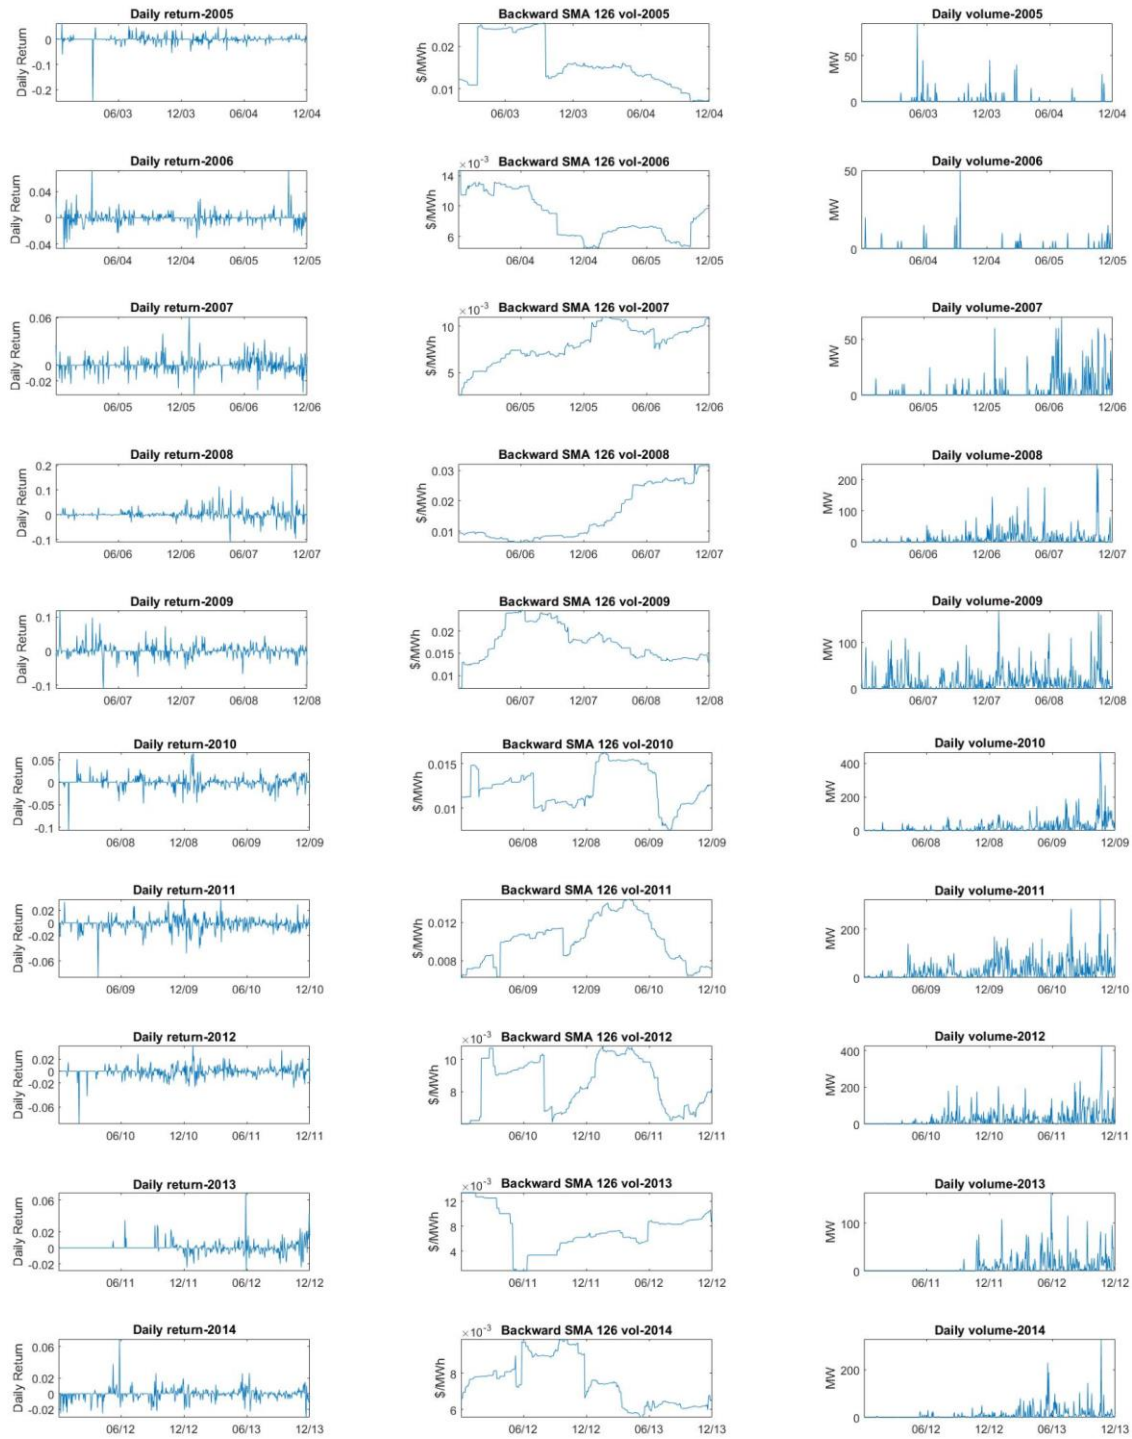 Daily return-2005
Daily Return
0
-0.1
-0.2
06/03 12/03 06/04 12/04
Backward SMA 126 vol-2005
$/MWh
0.02
0.01
06/03 12/03 06/04 12/04
Daily volume-2005
MW
50
0
06/03 12/03 06/04 12/04
Daily return-2006
Daily Return
0.04
0
-0.04
06/04 12/04 06/05 12/05
×10-3
Backward SMA 126 vol-2006
$/MWh
14
10
6
06/04 12/04 06/05 12/05
Daily volume-2006
MW
50
0
06/04 12/04 06/05 12/05
Daily return-2007
Daily Return
0.06
0.02
-0.02
06/05 12/05 06/06 12/06
×10-3
Backward SMA 126 vol-2007
$/MWh
10
5
06/05 12/05 06/06 12/06
Daily volume-2007
MW
50
0
06/05 12/05 06/06 12/06
Daily return-2008
Daily Return
0.2
0.1
0
-0.1
06/06 12/06 06/07 12/07
Backward SMA 126 vol-2008
$/MWh
0.03
0.02
0.01
06/06 12/06 06/07 12/07
Daily volume-2008
MW
200
100
0
06/06 12/06 06/07 12/07
Daily return-2009
Daily Return
0.1
0
-0.1
06/07 12/07 06/08 12/08
Backward SMA 126 vol-2009
$/MWh
0.02
0.015
0.01
06/07 12/07 06/08 12/08
Daily volume-2009
MW
100
0
06/07 12/07 06/08 12/08
Daily return-2010
Daily Return
0.05
0
-0.05
-0.1
06/08 12/08 06/09 12/09
Backward SMA 126 vol-2010
$/MWh
0.015
0.01
06/08 12/08 06/09 12/09
Daily volume-2010
MW
400
200
0
06/08 12/08 06/09 12/09
Daily return-2011
Daily Return
0.02
-0.02
-0.06
06/09 12/09 06/10 12/10
Backward SMA 126 vol-2011
$/MWh
0.012
0.008
06/09 12/09 06/10 12/10
Daily volume-2011
MW
200
0
06/09 12/09 06/10 12/10
Daily return-2012
Daily Return
0.02
-0.02
-0.06
06/10 12/10 06/11 12/11
×10-3
Backward SMA 126 vol-2012
$/MWh
10
8
06/10 12/10 06/11 12/11
Daily volume-2012
MW
400
200
0
06/10 12/10 06/11 12/11
Daily return-2013
Daily Return
0.06
0.02
0
-0.02
06/11 12/11 06/12 12/12
×10-3
Backward SMA 126 vol-2013
$/MWh
12
8
4
06/11 12/11 06/12 12/12
Daily volume-2013
MW
100
0
06/11 12/11 06/12 12/12
Daily return-2014
Daily Return
0.06
0.02
0
-0.02
06/12 12/12 06/13 12/13
×10-3
Backward SMA 126 vol-2014
$/MWh
8
6
06/12 12/12 06/13 12/13
Daily volume-2014
MW
200
0
06/12 12/12 06/13 12/13